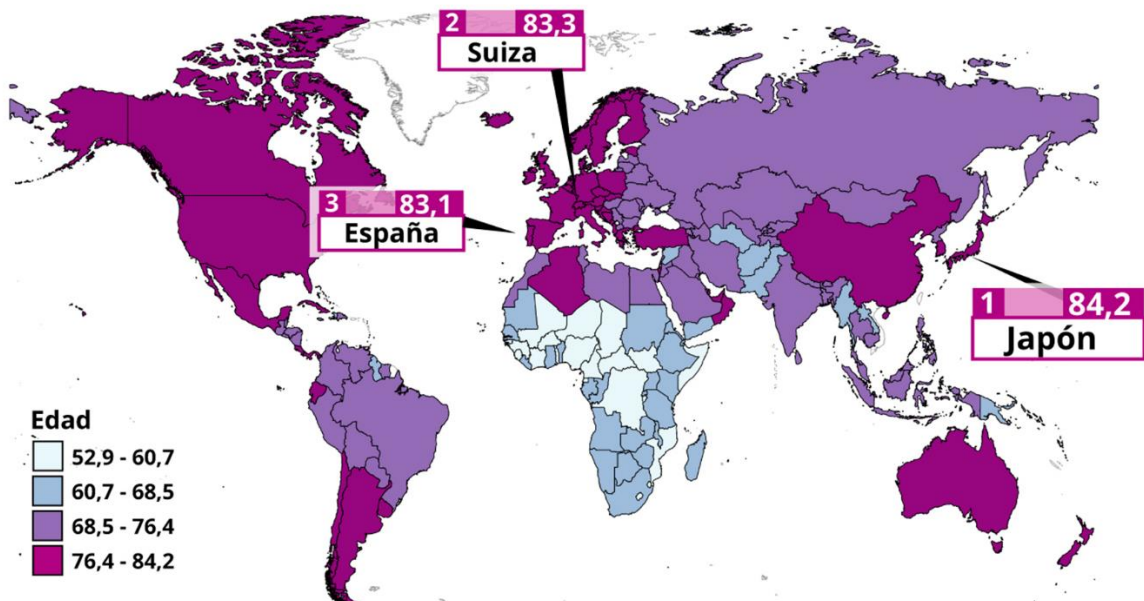 2 83,3
Suiza
3 83,1
España
1 84,2
Japón
Edad
52,9 - 60,7
60,7 - 68,5
68,5 - 76,4
76,4 - 84,2